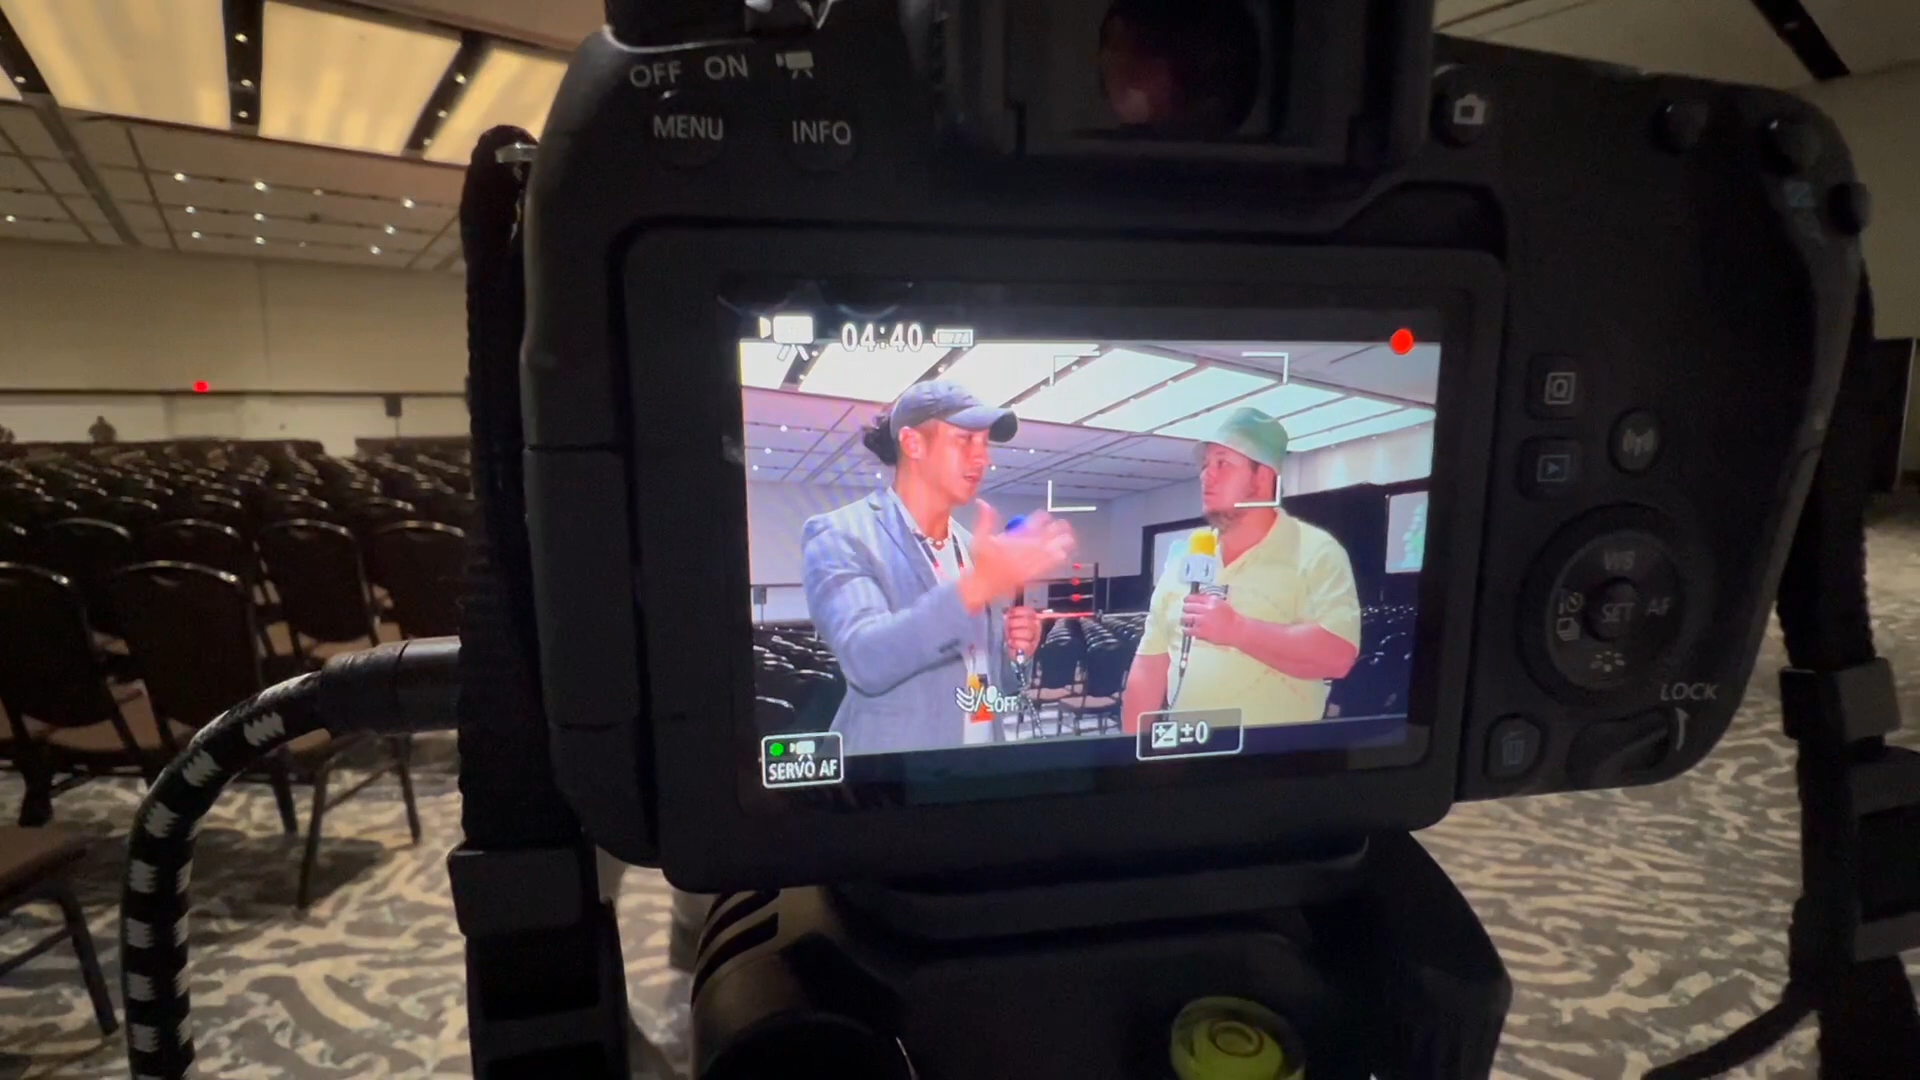 OFF ON
MENU INFO
04:40
Q
WB
SET AF
LOCK
OFF
±0
SERVO AF